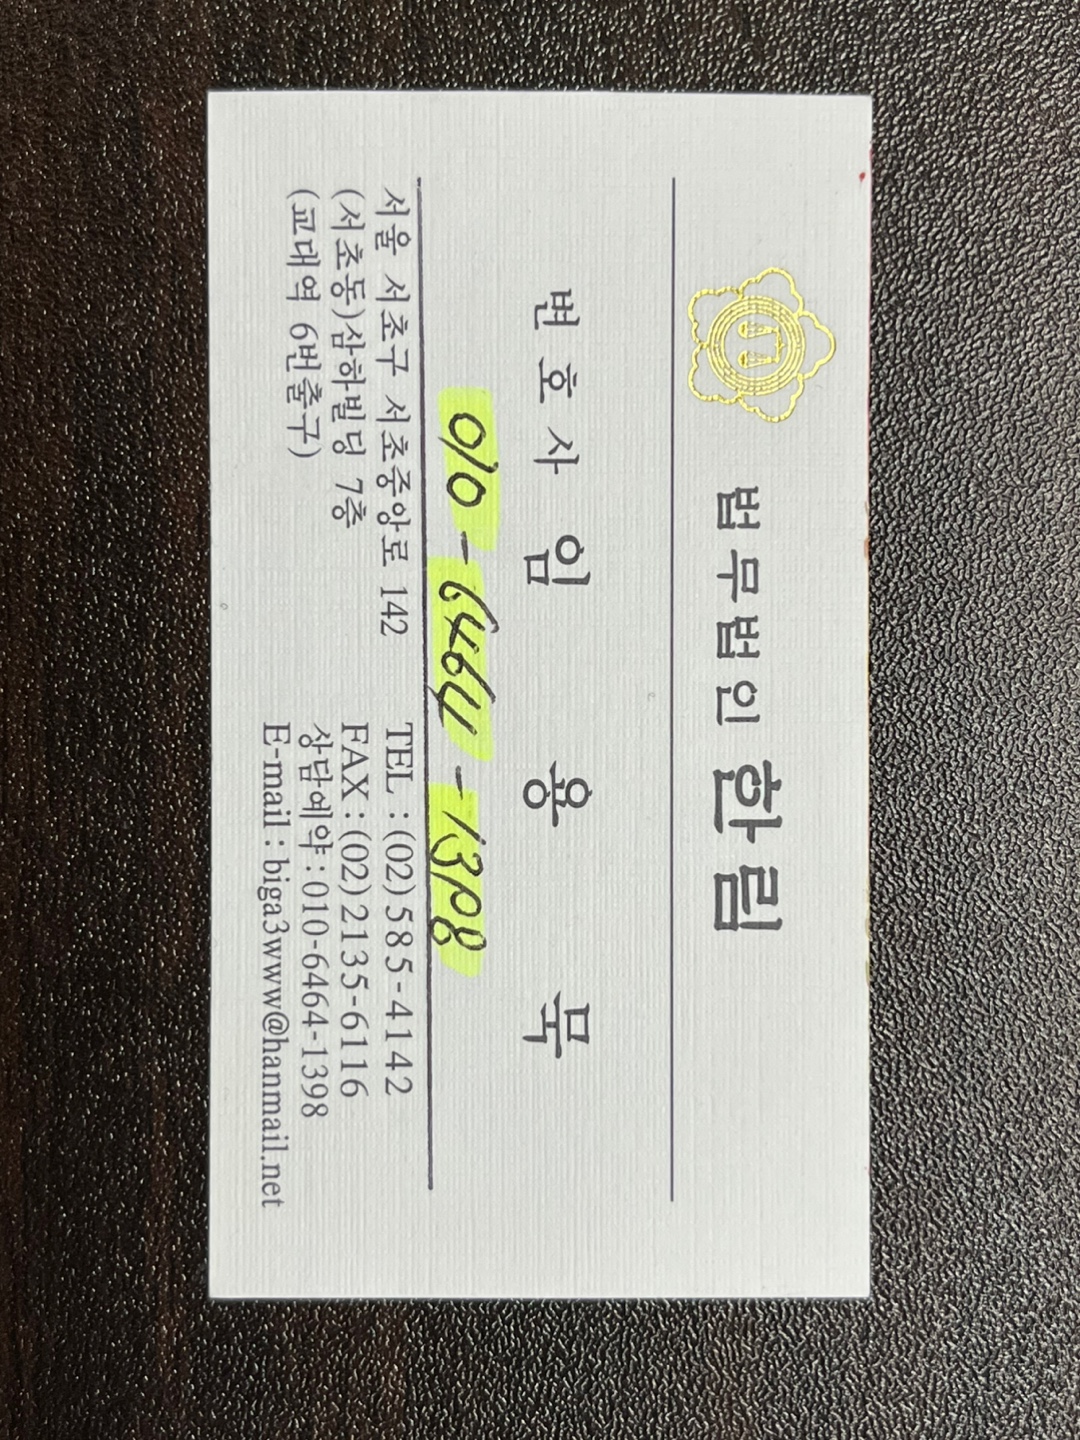 법무법인 한림
변호사 임 용 묵
010-6464-1398
서울 서초구 서초중앙로 142
(서초동)삼하빌딩 7층
(교대역 6번출구)
TEL : (02)585-4142
FAX : (02)2135-6116
상담예약 : 010-6464-1398
E-mail : biga3www@hanmail.net